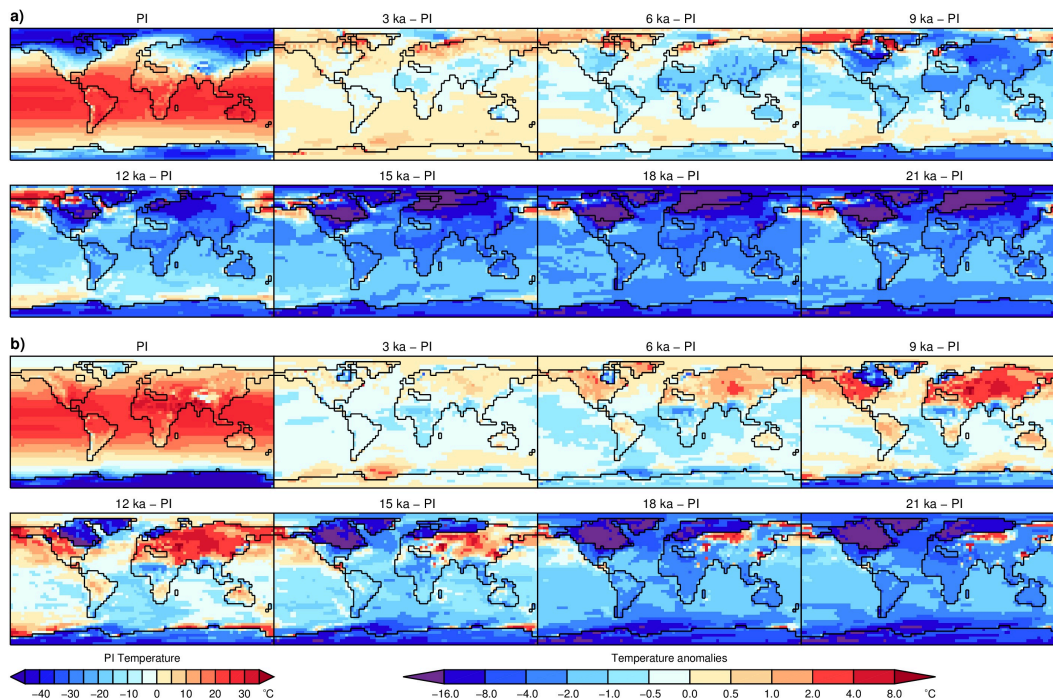 a)
PI
3 ka − PI
6 ka − PI
9 ka − PI
12 ka − PI
15 ka − PI
18 ka − PI
21 ka − PI
b)
PI
3 ka − PI
6 ka − PI
9 ka − PI
12 ka − PI
15 ka − PI
18 ka − PI
21 ka − PI
PI Temperature
−40 −30 −20 −10 0 10 20 30 °C
Temperature anomalies
−16.0 −8.0 −4.0 −2.0 −1.0 −0.5 0.0 0.5 1.0 2.0 4.0 8.0 °C